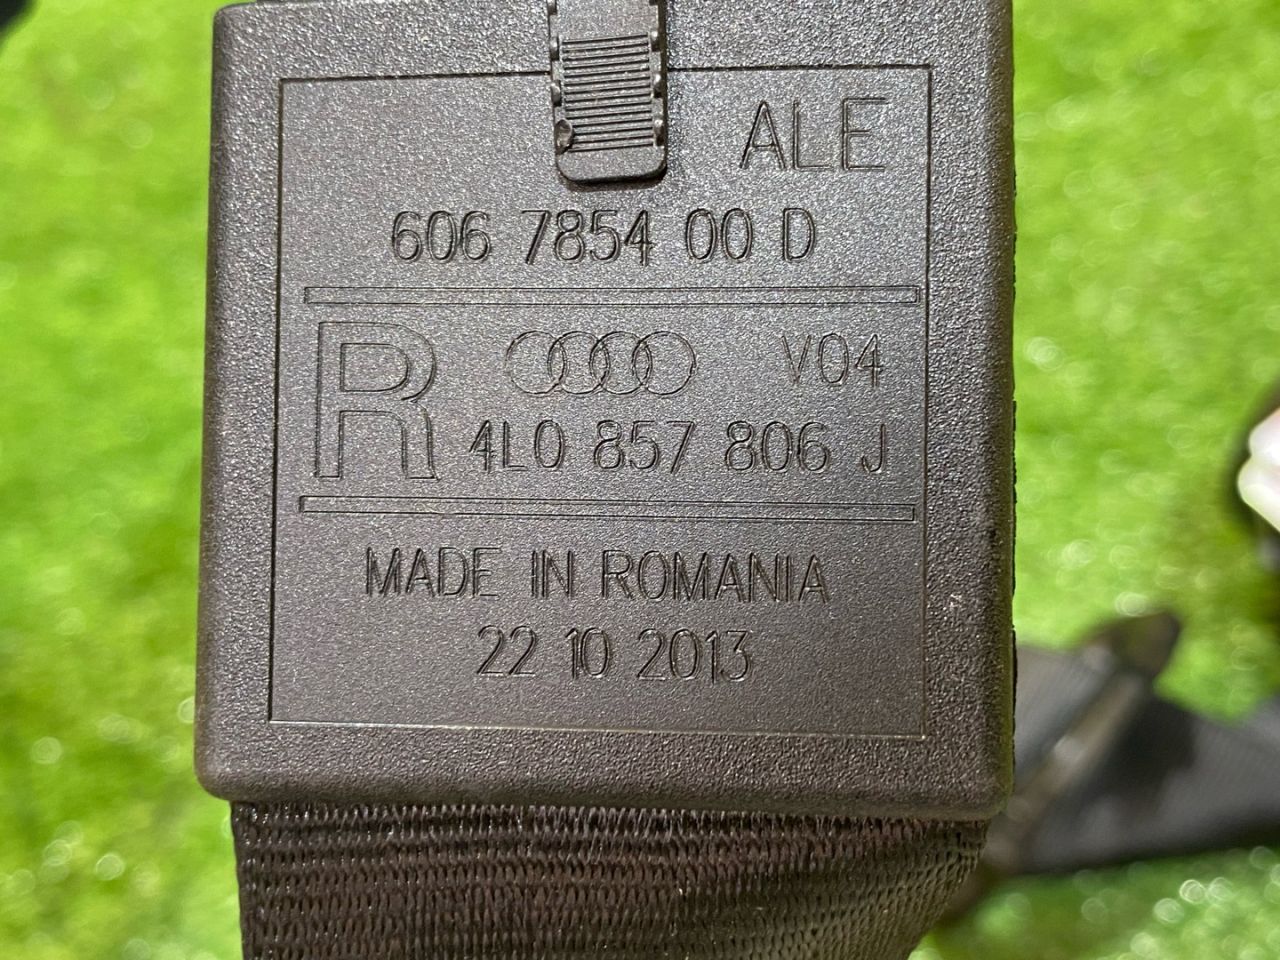 ALE
606 7854 00 D
R V04
4L0 857 806 J
MADE IN ROMANIA
22 10 2013